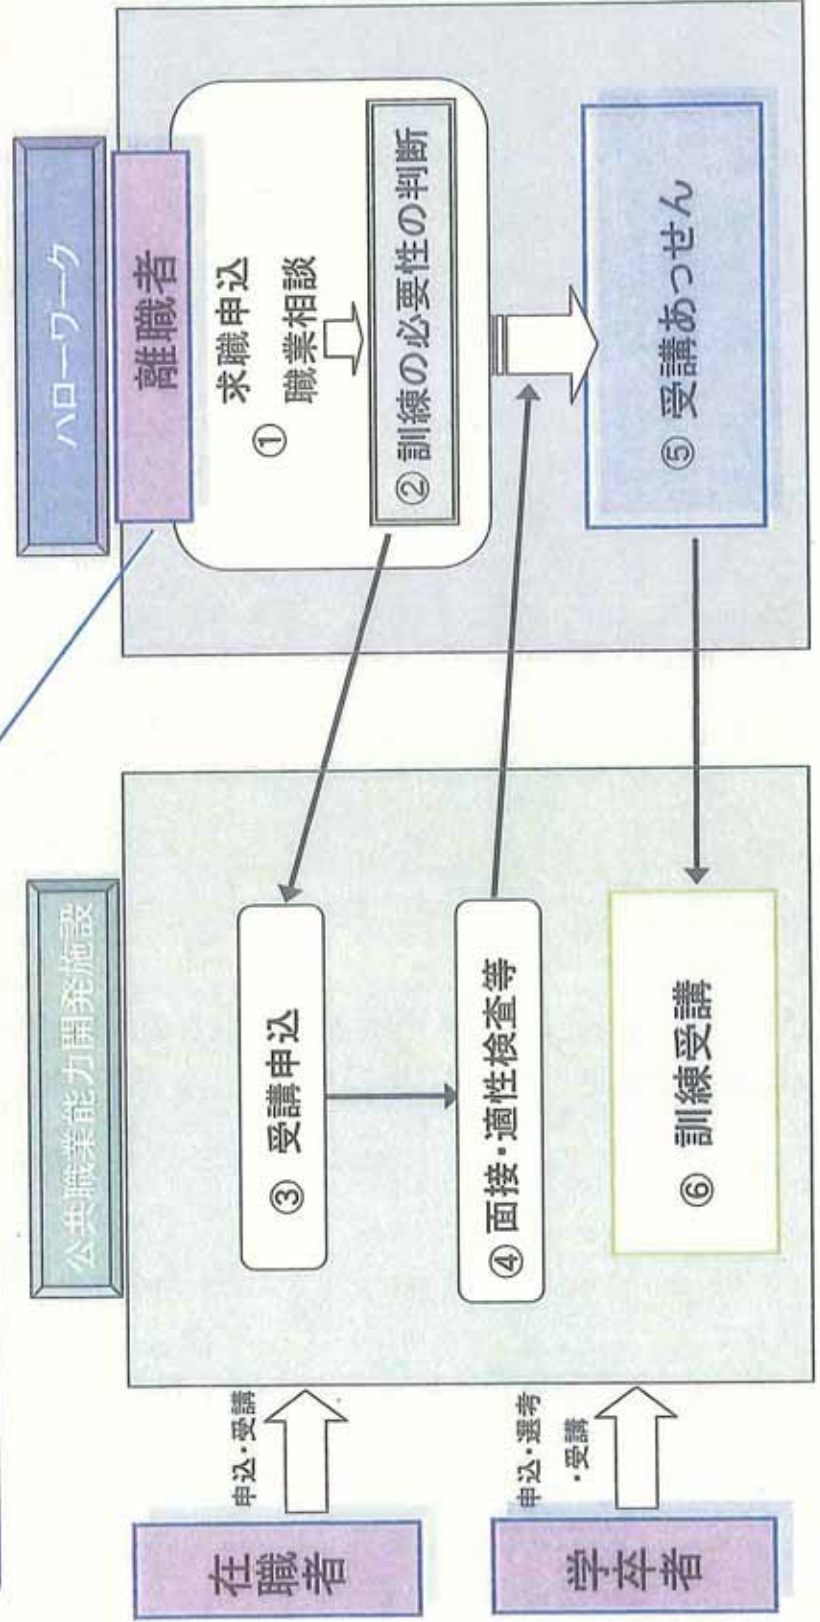 公共職業能力開発施設
ハローワーク
在職者
申込・受講
学卒者
申込・選考
・受講
③ 受講申込
④ 面接・適性検査等
⑥ 訓練受講
離職者
①
求職申込
職業相談
② 訓練の必要性の判断
⑤ 受講あっせん